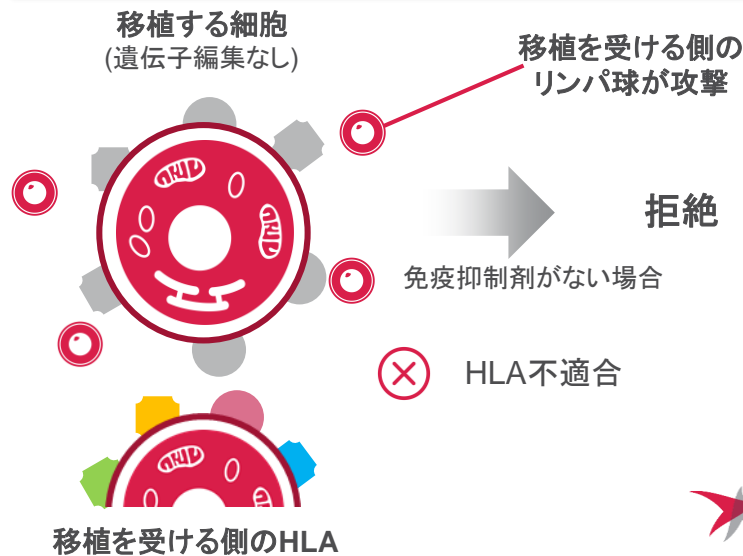 移植する細胞
(遺伝子編集なし)
移植を受ける側の
リンパ球が攻撃
拒絶
免疫抑制剤がない場合
HLA不適合
移植を受ける側のHLA